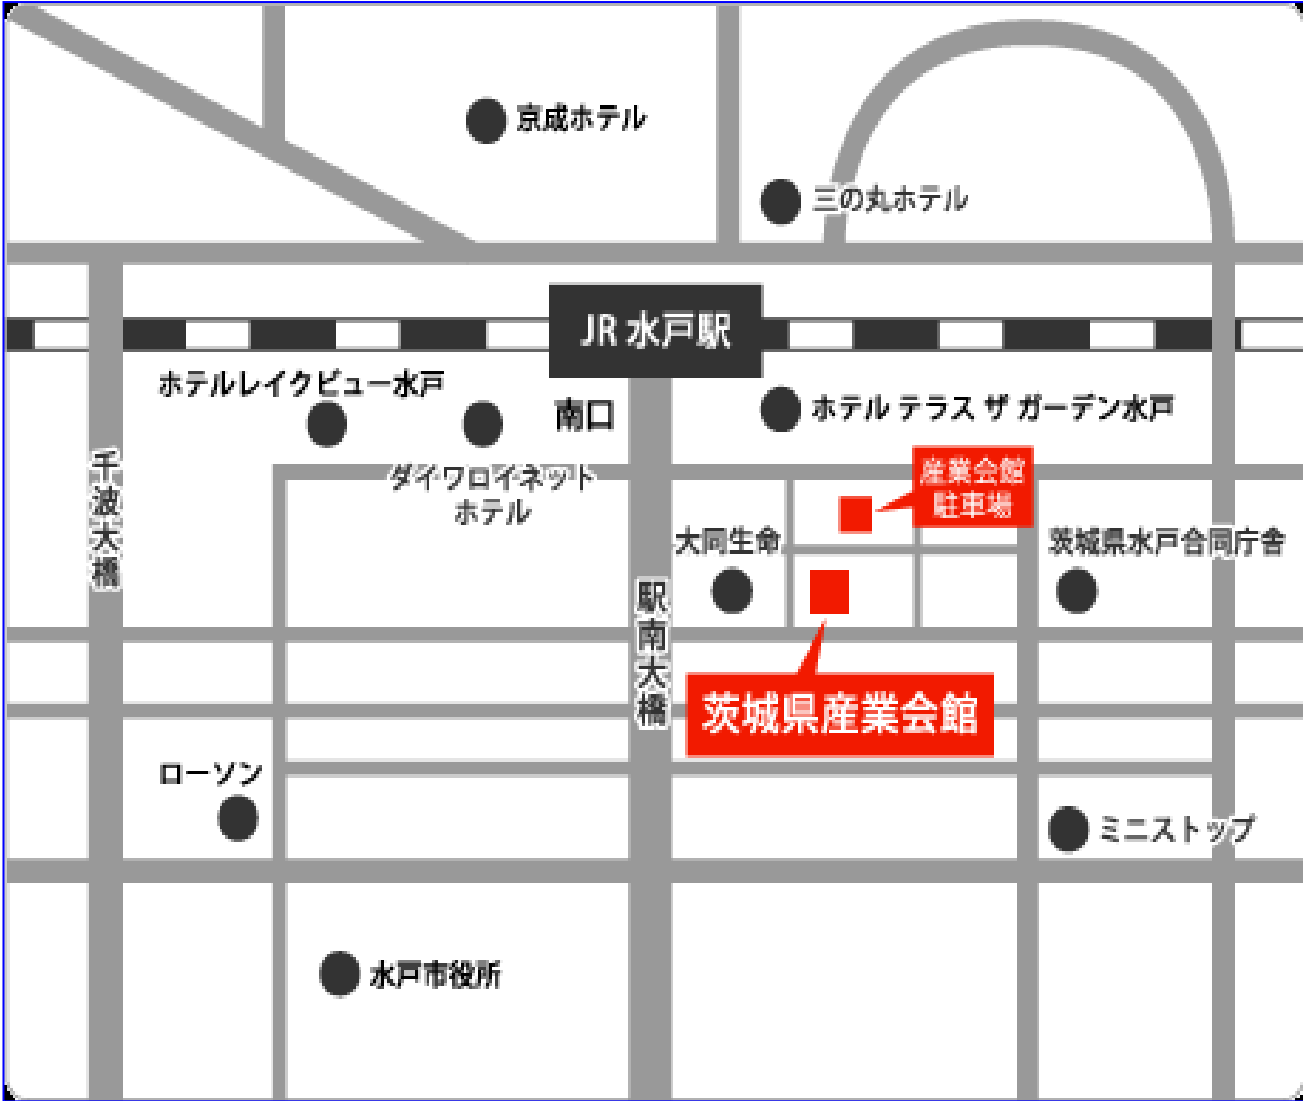 京成ホテル
三の丸ホテル
JR 水戸駅
ホテルレイクビュー水戸
南口
ホテル テラス ザ ガーデン水戸
ダイワロイネット
ホテル
産業会館
駐車場
千波大橋
大同生命
茨城県水戸合同庁舎
駅南大橋
茨城県産業会館
ローソン
ミニストップ
水戸市役所